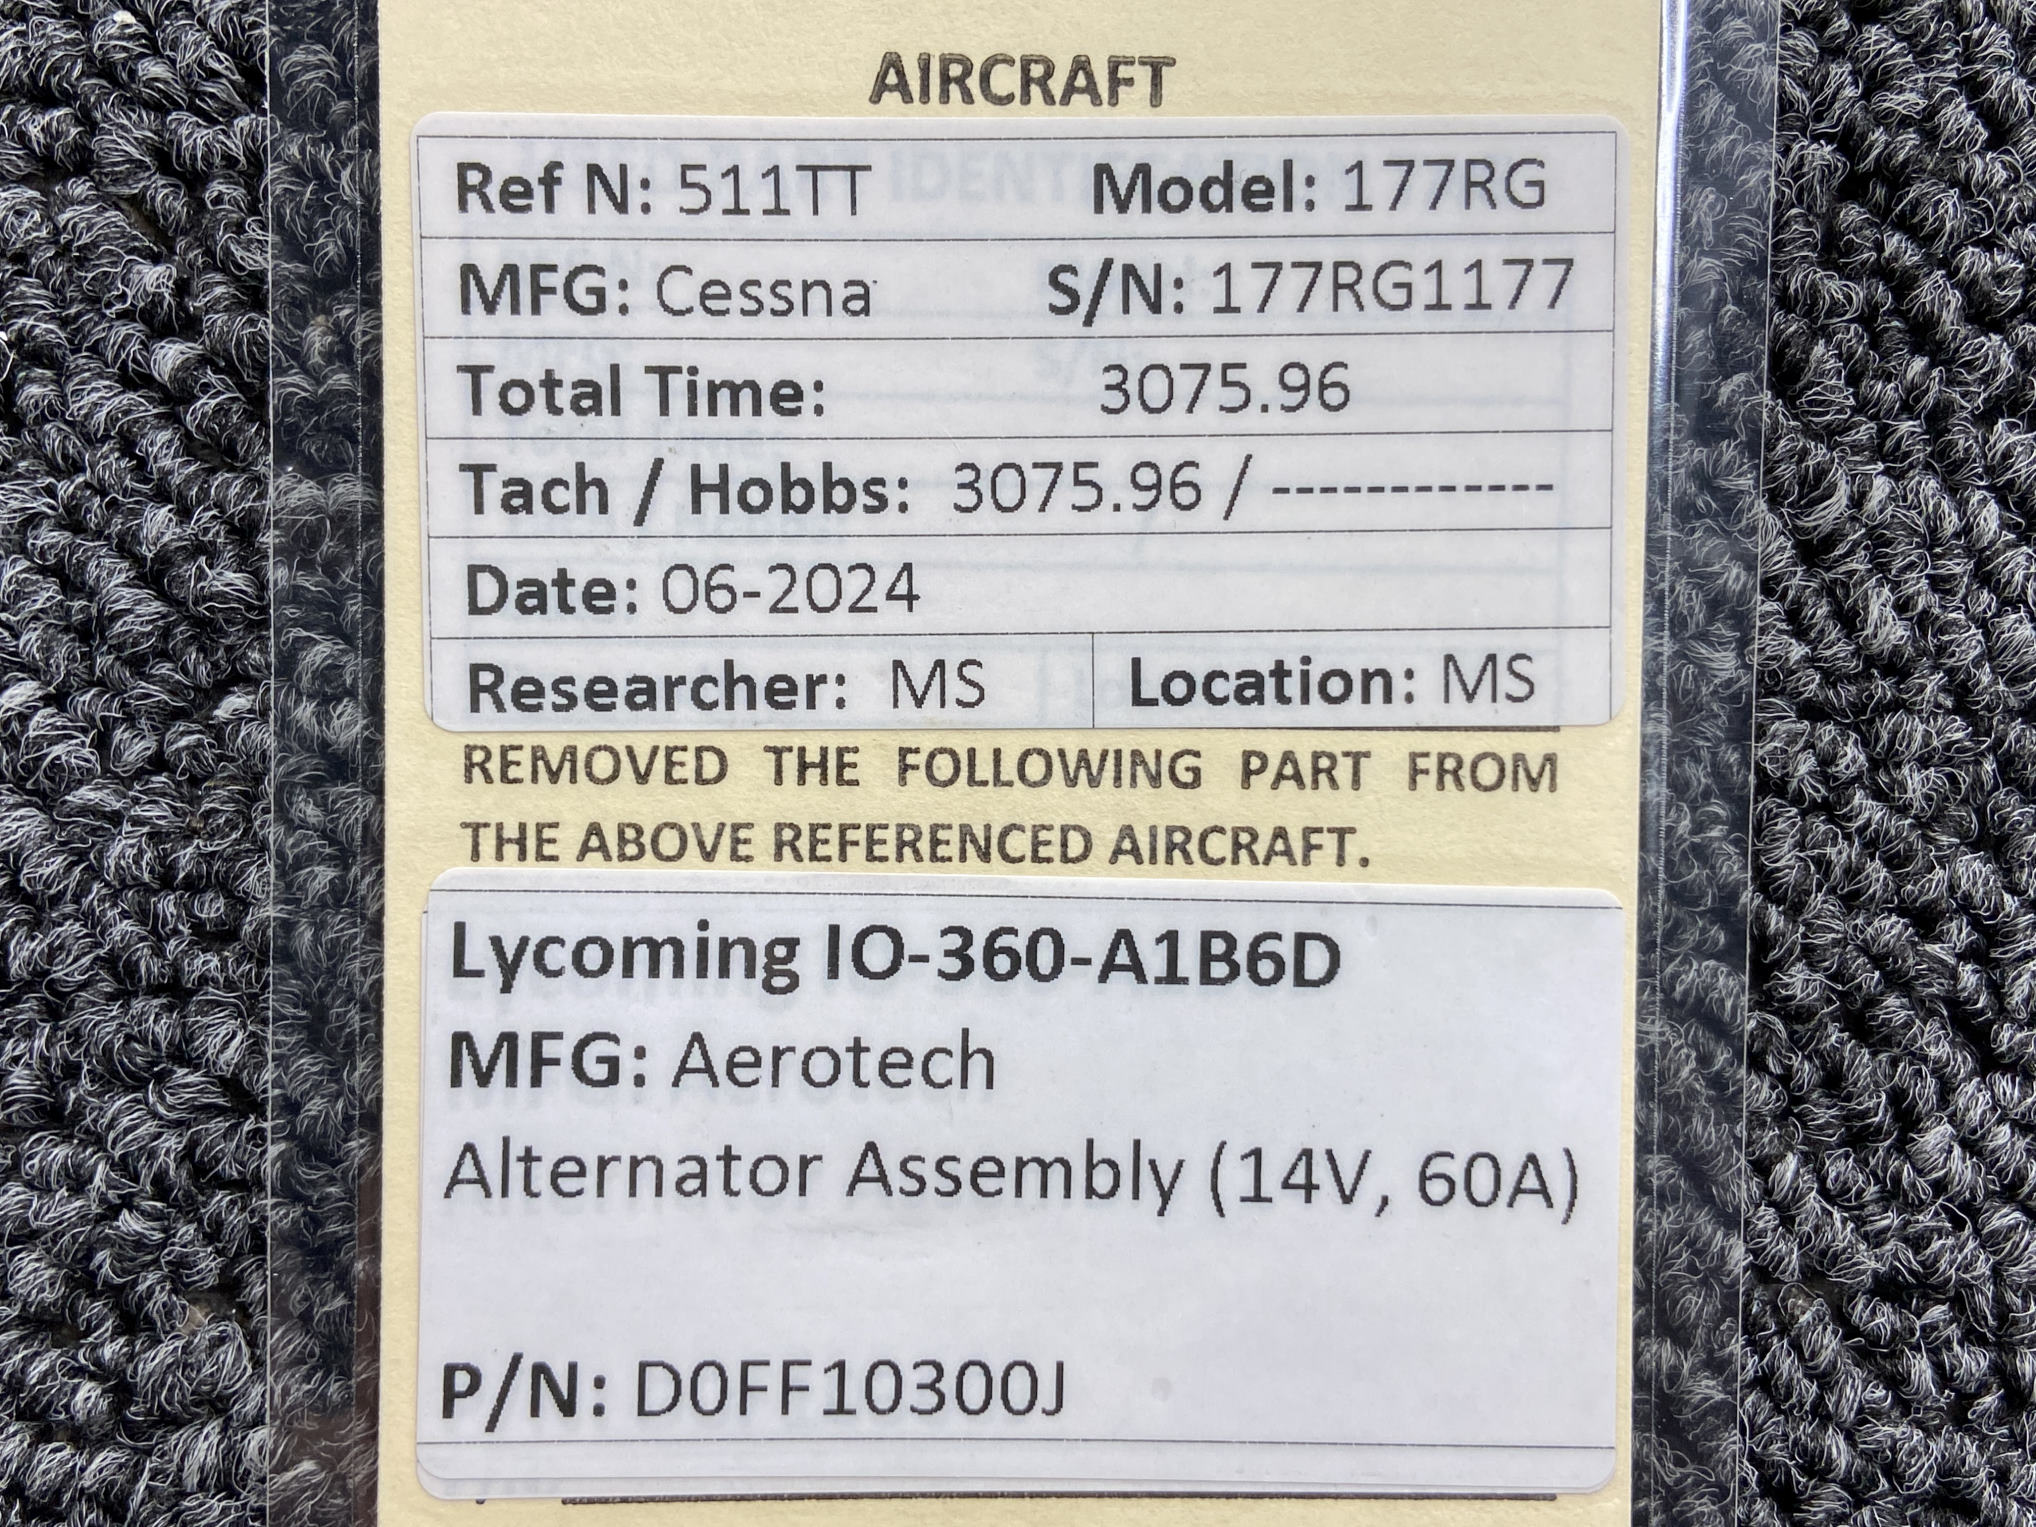 AIRCRAFT
Ref N: 511TT Model: 177RG
MFG: Cessna S/N: 177RG1177
Total Time: 3075.96
Tach / Hobbs: 3075.96 / ------------
Date: 06-2024
Researcher: MS Location: MS
REMOVED THE FOLLOWING PART FROM
THE ABOVE REFERENCED AIRCRAFT.
Lycoming IO-360-A1B6D
MFG: Aerotech
Alternator Assembly (14V, 60A)
P/N: D0FF10300J